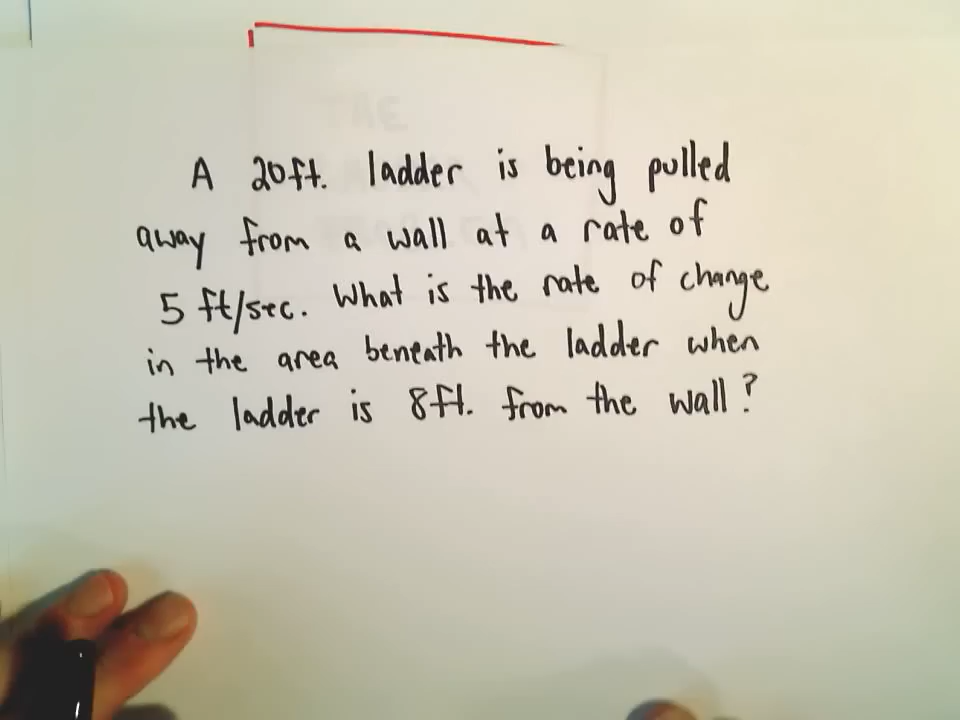 A 20ft. ladder is being pulled
away from a wall at a rate of
5 ft/sec. What is the rate of change
in the area beneath the ladder when
the ladder is 8ft. from the wall?